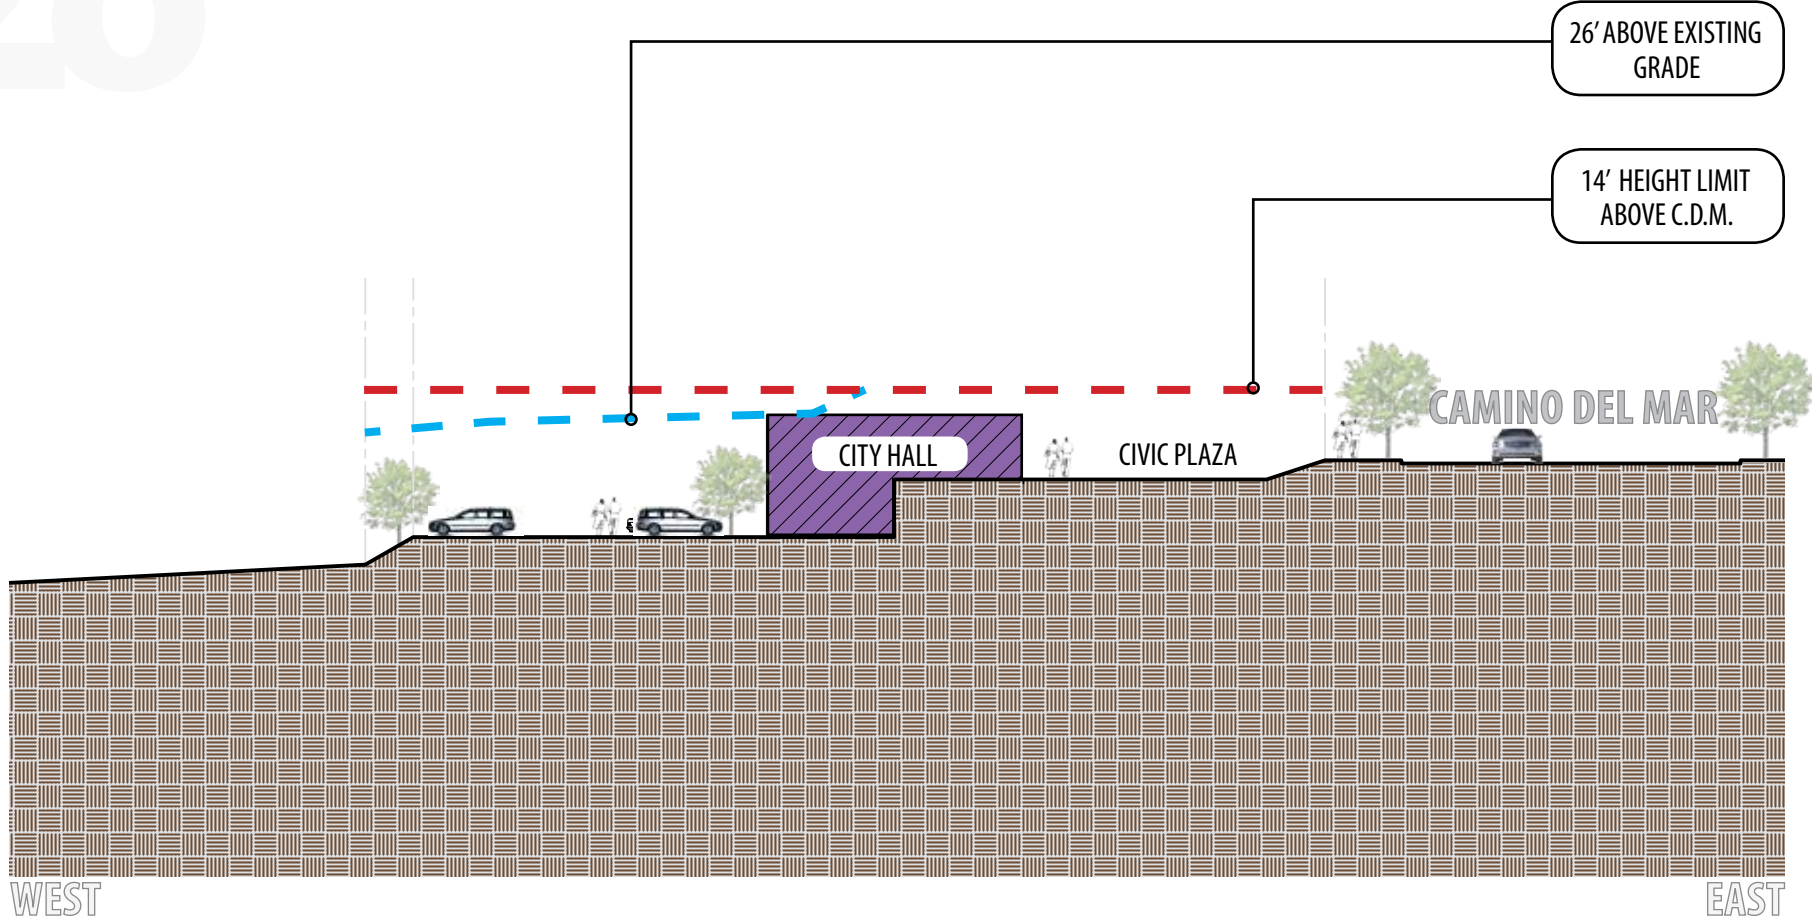 26' ABOVE EXISTING
GRADE
14' HEIGHT LIMIT
ABOVE C.D.M.
CAMINO DEL MAR
CITY HALL
CIVIC PLAZA
WEST
EAST